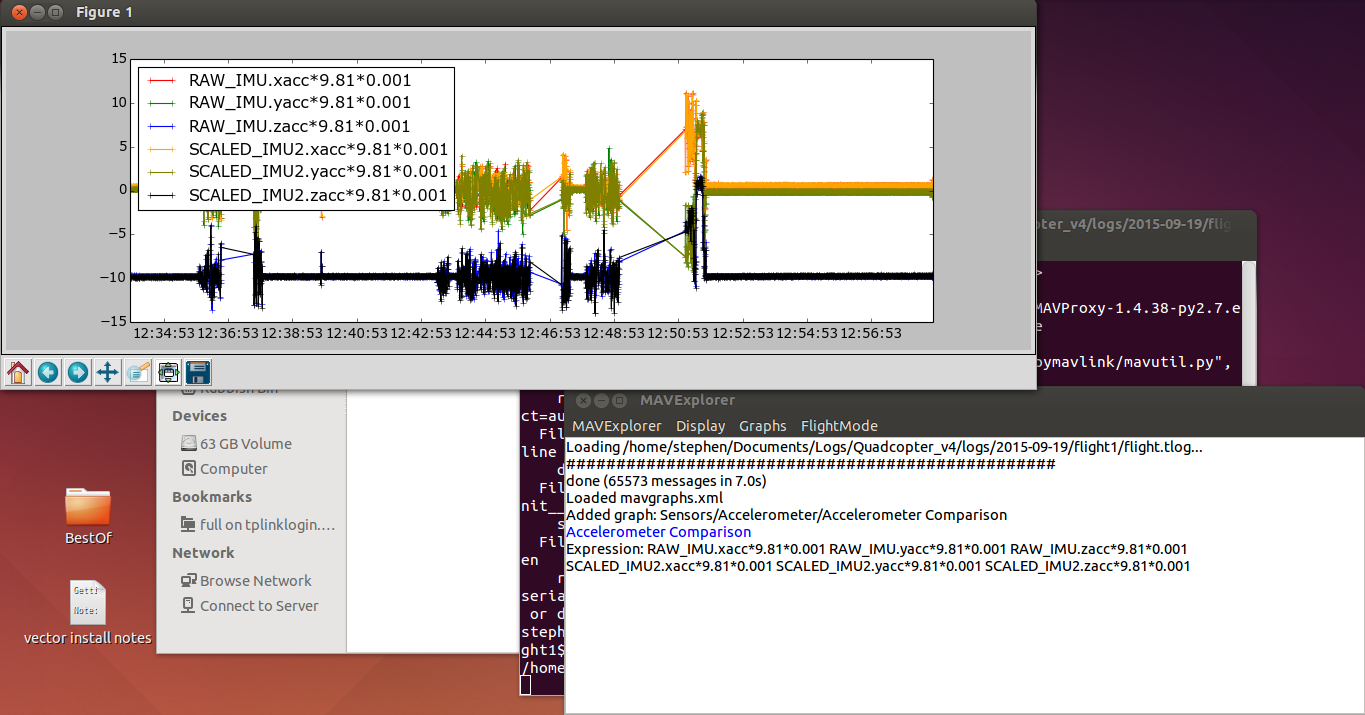 Figure 1
15
10
5
0
−5
−10
−15
RAW_IMU.xacc*9.81*0.001
RAW_IMU.yacc*9.81*0.001
RAW_IMU.zacc*9.81*0.001
SCALED_IMU2.xacc*9.81*0.001
SCALED_IMU2.yacc*9.81*0.001
SCALED_IMU2.zacc*9.81*0.001
12:34:53 12:36:53 12:38:53 12:40:53 12:42:53 12:44:53 12:46:53 12:48:53 12:50:53 12:52:53 12:54:53 12:56:53
pter_v4/logs/2015-09-19/flig
>
MAVProxy-1.4.38-py2.7.e
e
pymavlink/mavutil.py",
Rubbish Bin
Devices
63 GB Volume
Computer
Bookmarks
full on tplinklogin....
Network
Browse Network
Connect to Server
BestOf
Getti
Note:
vector install notes
r
ct=au
Fil
line
d
Fil
nit__
s
Fil
en
r
seria
or d
steph
ght1$
/home
MAVExplorer
MAVExplorer Display Graphs FlightMode
Loading /home/stephen/Documents/Logs/Quadcopter_v4/logs/2015-09-19/flight1/flight.tlog...
##################################################
done (65573 messages in 7.0s)
Loaded mavgraphs.xml
Added graph: Sensors/Accelerometer/Accelerometer Comparison
Accelerometer Comparison
Expression: RAW_IMU.xacc*9.81*0.001 RAW_IMU.yacc*9.81*0.001 RAW_IMU.zacc*9.81*0.001
SCALED_IMU2.xacc*9.81*0.001 SCALED_IMU2.yacc*9.81*0.001 SCALED_IMU2.zacc*9.81*0.001